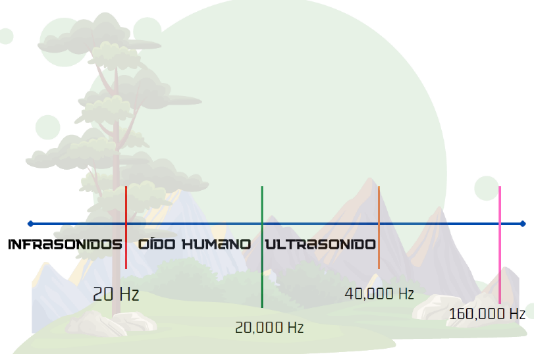 INFRASONIDOS OÍDO HUMANO ULTRASONIDO
20 Hz
20,000 Hz
40,000 Hz
160,000 Hz